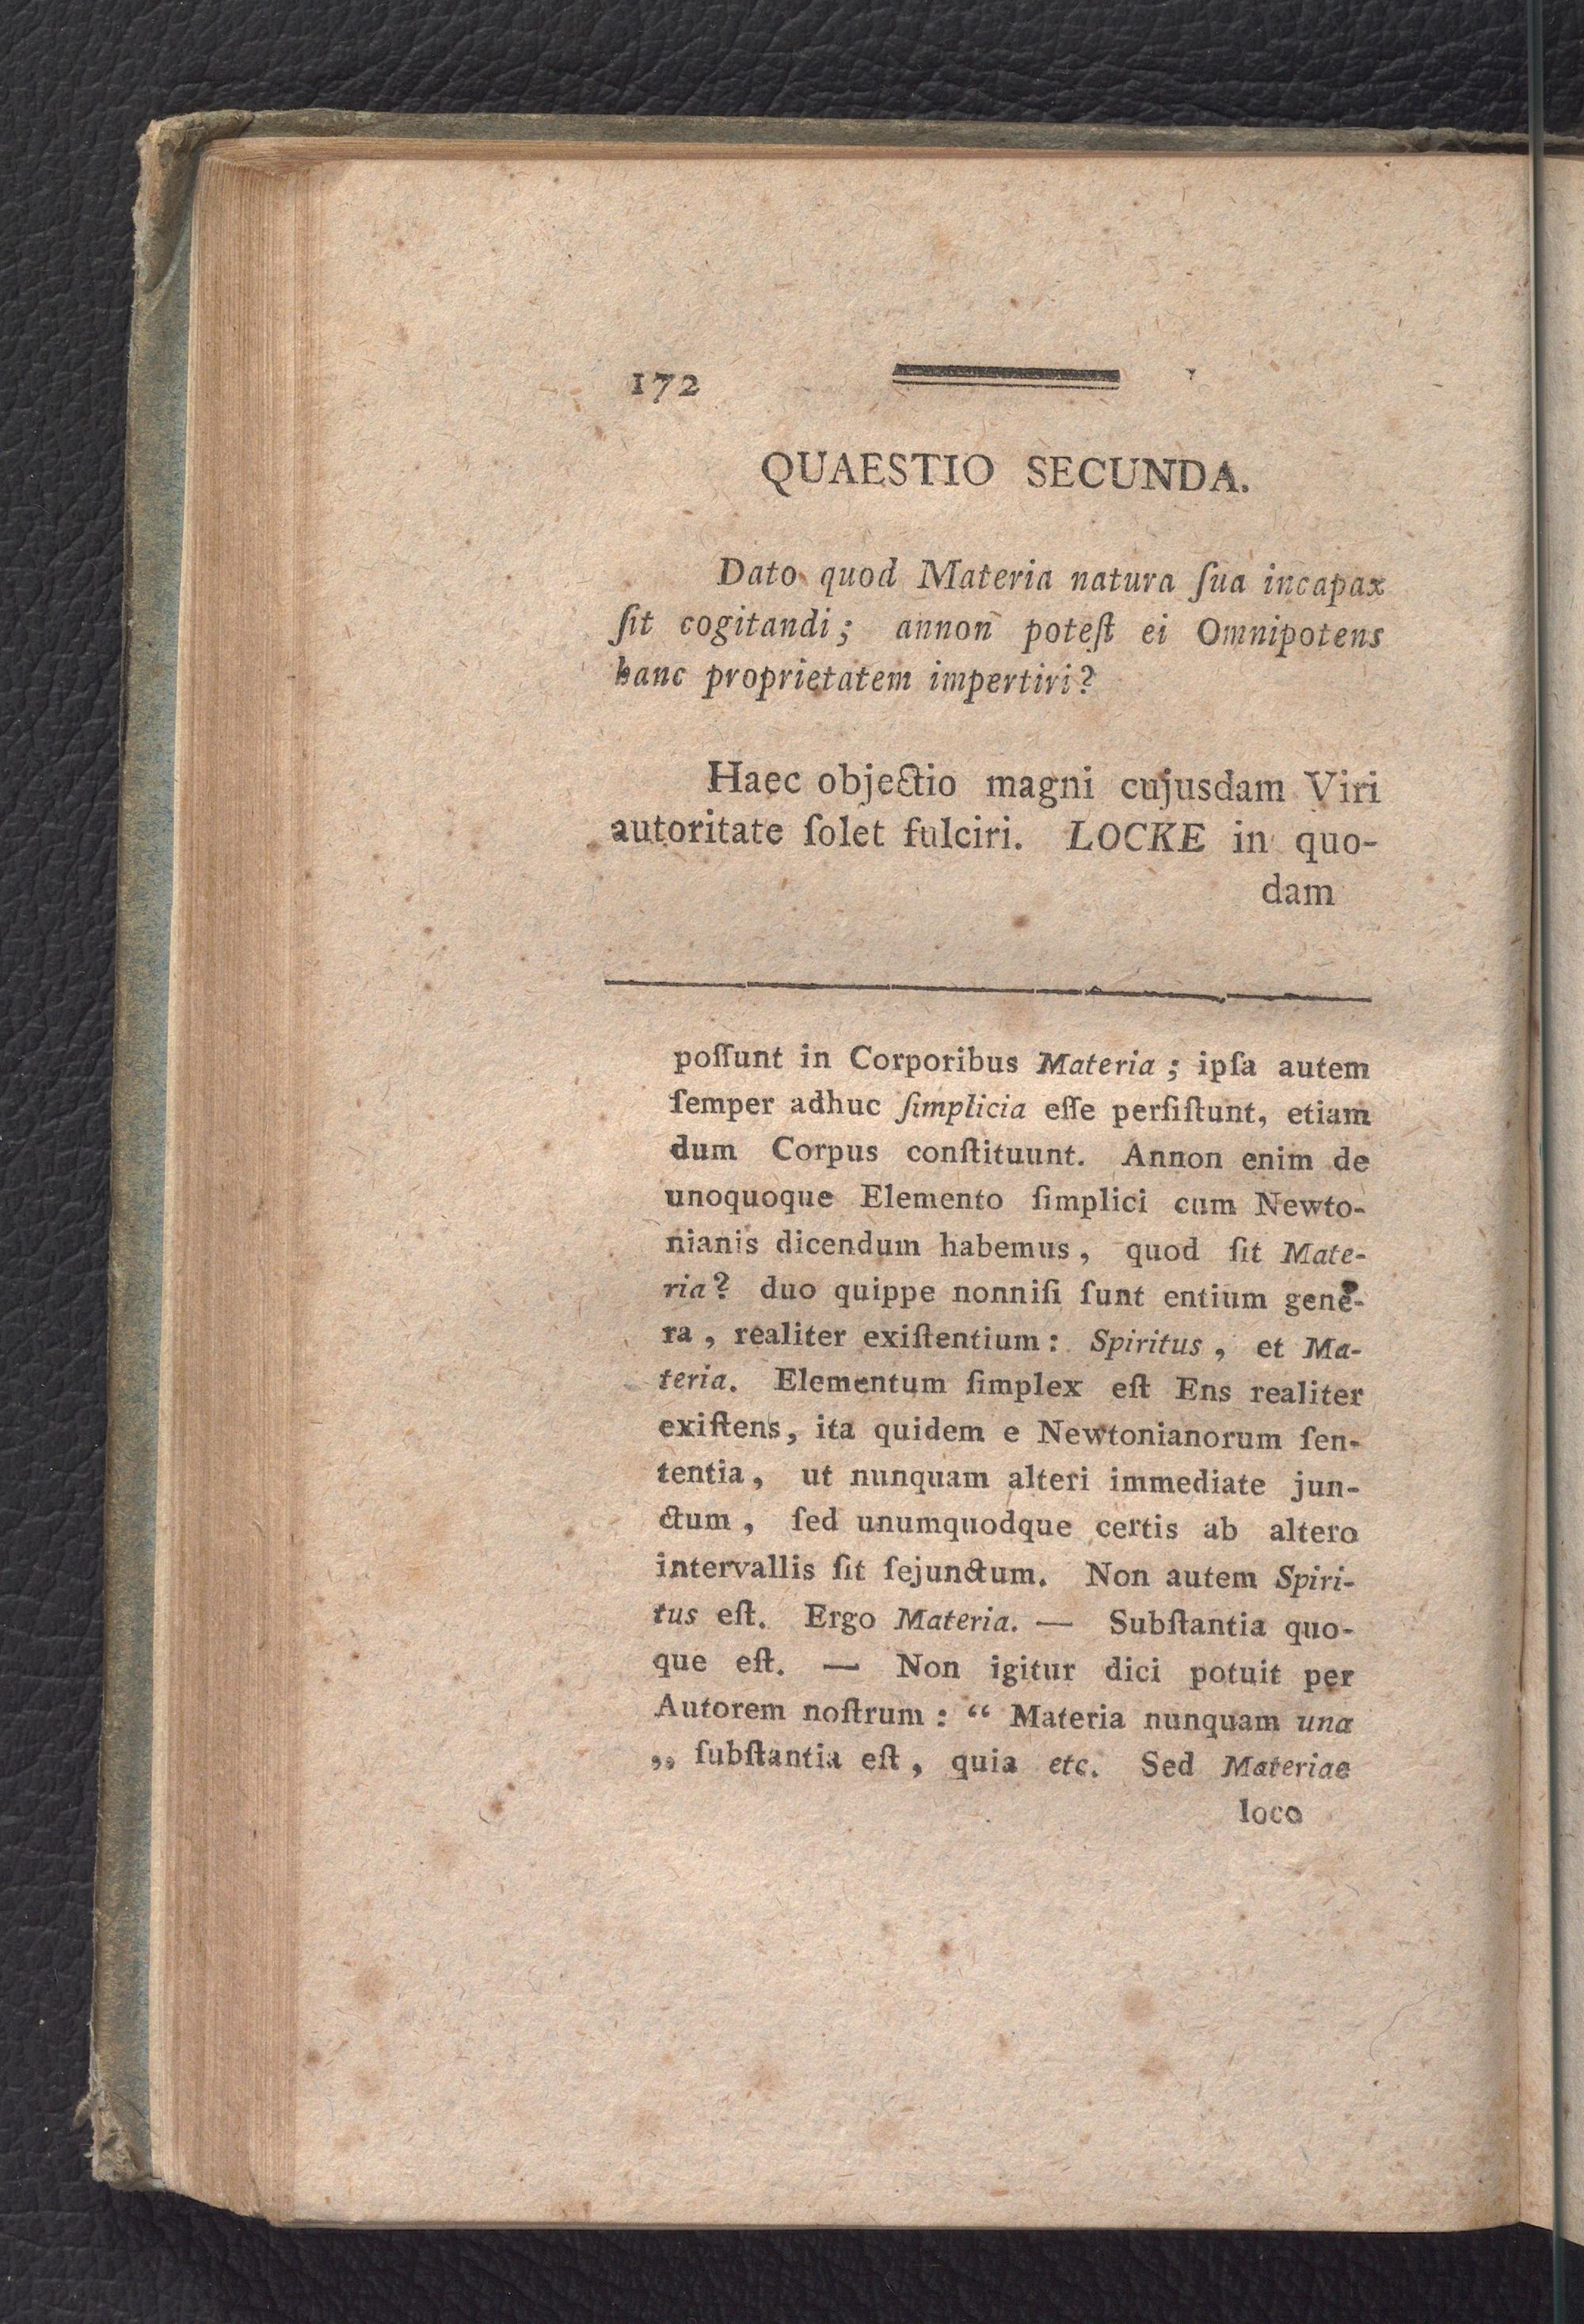 172
QUAESTIO SECUNDA.
Dato quod Materia natura ſua incapax
ſit cogitandi; annon poteſt ei Omnipotens
hanc proprietatem impertiri?
Haec objectio magni cujusdam Viri
autoritate ſolet fulciri. LOCKE in quo-
dam
poſſunt in Corporibus Materia; ipſa autem
ſemper adhuc ſimplicia eſſe perſiſtunt, etiam
dum Corpus conſtituunt. Annon enim de
unoquoque Elemento ſimplici cum Newto-
nianis dicendum habemus, quod ſit Mate-
ria? duo quippe nonniſi ſunt entium gene-
ra, realiter exiſtentium: Spiritus, et Ma-
teria. Elementum ſimplex eſt Ens realiter
exiſtens, ita quidem e Newtonianorum ſen-
tentia, ut nunquam alteri immediate jun-
ctum, ſed unumquodque certis ab altero
intervallis ſit ſejunctum. Non autem Spiri-
tus eſt. Ergo Materia. — Subſtantia quo-
que eſt. — Non igitur dici potuit per
Autorem noſtrum: “ Materia nunquam una
„ ſubſtantia eſt, quia etc. Sed Materiae
loco